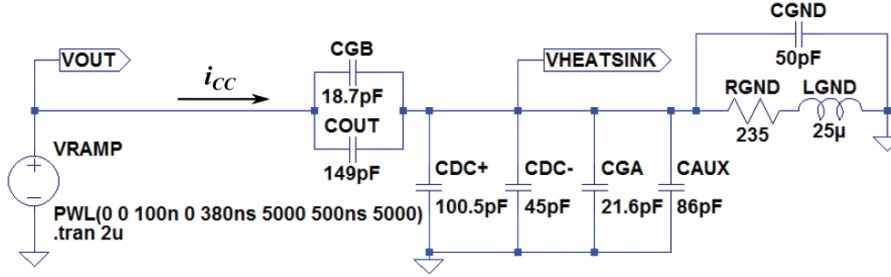 CGND
50pF
VOUT
iCC
CGB
18.7pF
COUT
149pF
VHEATSINK
RGND
235
LGND
25µ
VRAMP
PWL(0 0 100n 0 380ns 5000 500ns 5000)
.tran 2u
CDC+
100.5pF
CDC-
45pF
CGA
21.6pF
CAUX
86pF